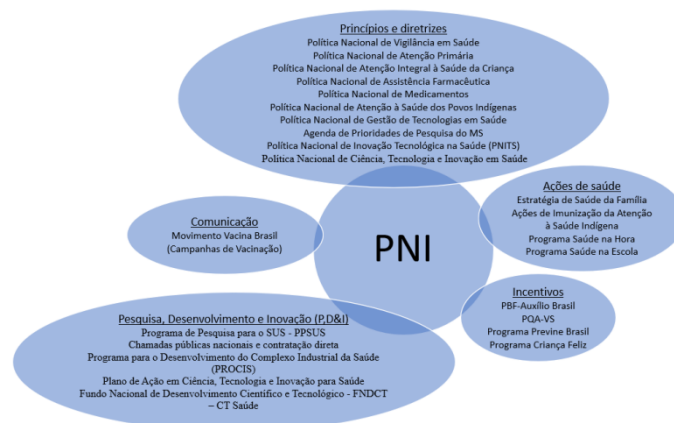 Princípios e diretrizes
Política Nacional de Vigilância em Saúde
Política Nacional de Atenção Primária
Política Nacional de Atenção Integral à Saúde da Criança
Política Nacional de Assistência Farmacêutica
Política Nacional de Medicamentos
Política Nacional de Atenção à Saúde dos Povos Indígenas
Política Nacional de Gestão de Tecnologias em Saúde
Agenda de Prioridades de Pesquisa do MS
Política Nacional de Inovação Tecnológica na Saúde (PNITS)
Política Nacional de Ciência, Tecnologia e Inovação em Saúde
Ações de saúde
Estratégia de Saúde da Família
Ações de Imunização da Atenção
à Saúde Indígena
Programa Saúde na Hora
Programa Saúde na Escola
Comunicação
Movimento Vacina Brasil
(Campanhas de Vacinação)
PNI
Incentivos
PBF-Auxílio Brasil
PQA-VS
Programa Previne Brasil
Programa Criança Feliz
Pesquisa, Desenvolvimento e Inovação (P,D&I)
Programa de Pesquisa para o SUS - PPSUS
Chamadas públicas nacionais e contratação direta
Programa para o Desenvolvimento do Complexo Industrial da Saúde
(PROCIS)
Plano de Ação em Ciência, Tecnologia e Inovação para Saúde
Fundo Nacional de Desenvolvimento Científico e Tecnológico - FNDCT
– CT Saúde